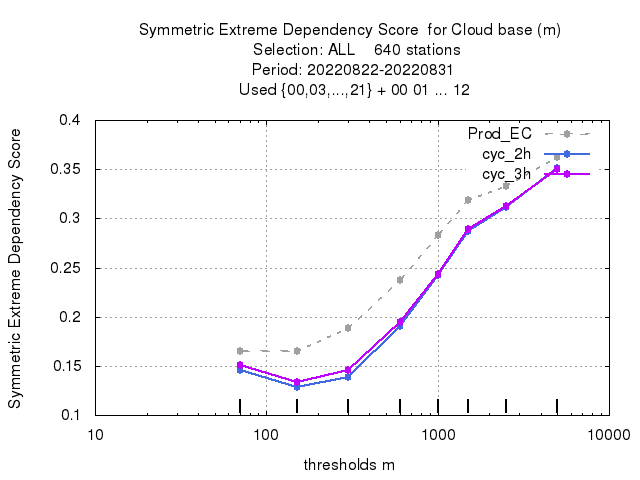 Symmetric Extreme Dependency Score  for Cloud base (m)
Selection: ALL    640 stations
Period: 20220822-20220831
Used {00,03,...,21} + 00 01 ... 12
Symmetric Extreme Dependency Score
0.4
0.35
0.3
0.25
0.2
0.15
0.1
Prod_EC
cyc_2h
cyc_3h
10 100 1000 10000
thresholds m